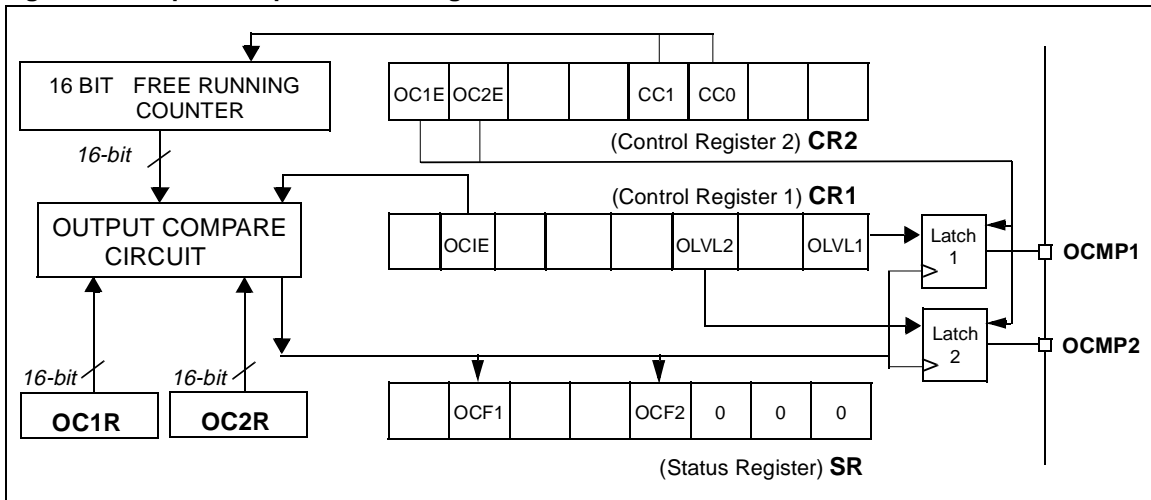 16 BIT FREE RUNNING
COUNTER
16-bit
OC1E OC2E CC1 CC0
(Control Register 2) CR2
(Control Register 1) CR1
OUTPUT COMPARE
CIRCUIT
OCIE OLVL2 OLVL1
Latch
1
OCMP1
Latch
2
OCMP2
16-bit
16-bit
OC1R
OC2R
OCF1 OCF2 0 0 0
(Status Register) SR